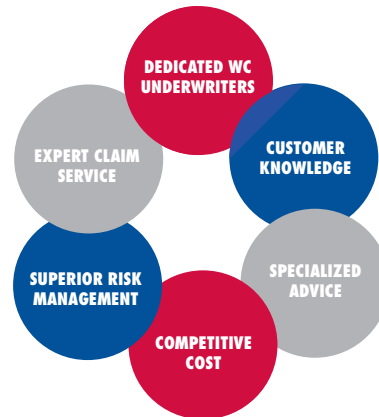 DEDICATED WC
UNDERWRITERS
CUSTOMER
KNOWLEDGE
SPECIALIZED
ADVICE
COMPETITIVE
COST
SUPERIOR RISK
MANAGEMENT
EXPERT CLAIM
SERVICE